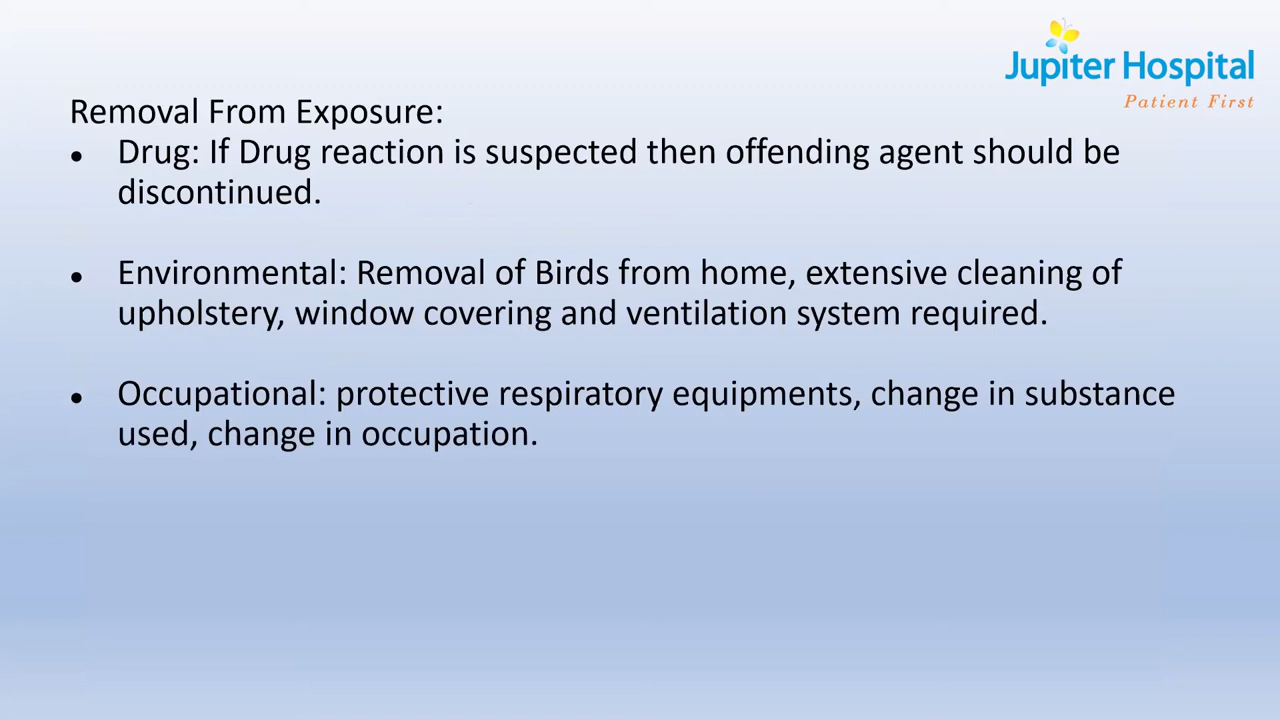 Jupiter Hospital
Patient First
Removal From Exposure:
● Drug: If Drug reaction is suspected then offending agent should be
discontinued.
● Environmental: Removal of Birds from home, extensive cleaning of
upholstery, window covering and ventilation system required.
● Occupational: protective respiratory equipments, change in substance
used, change in occupation.